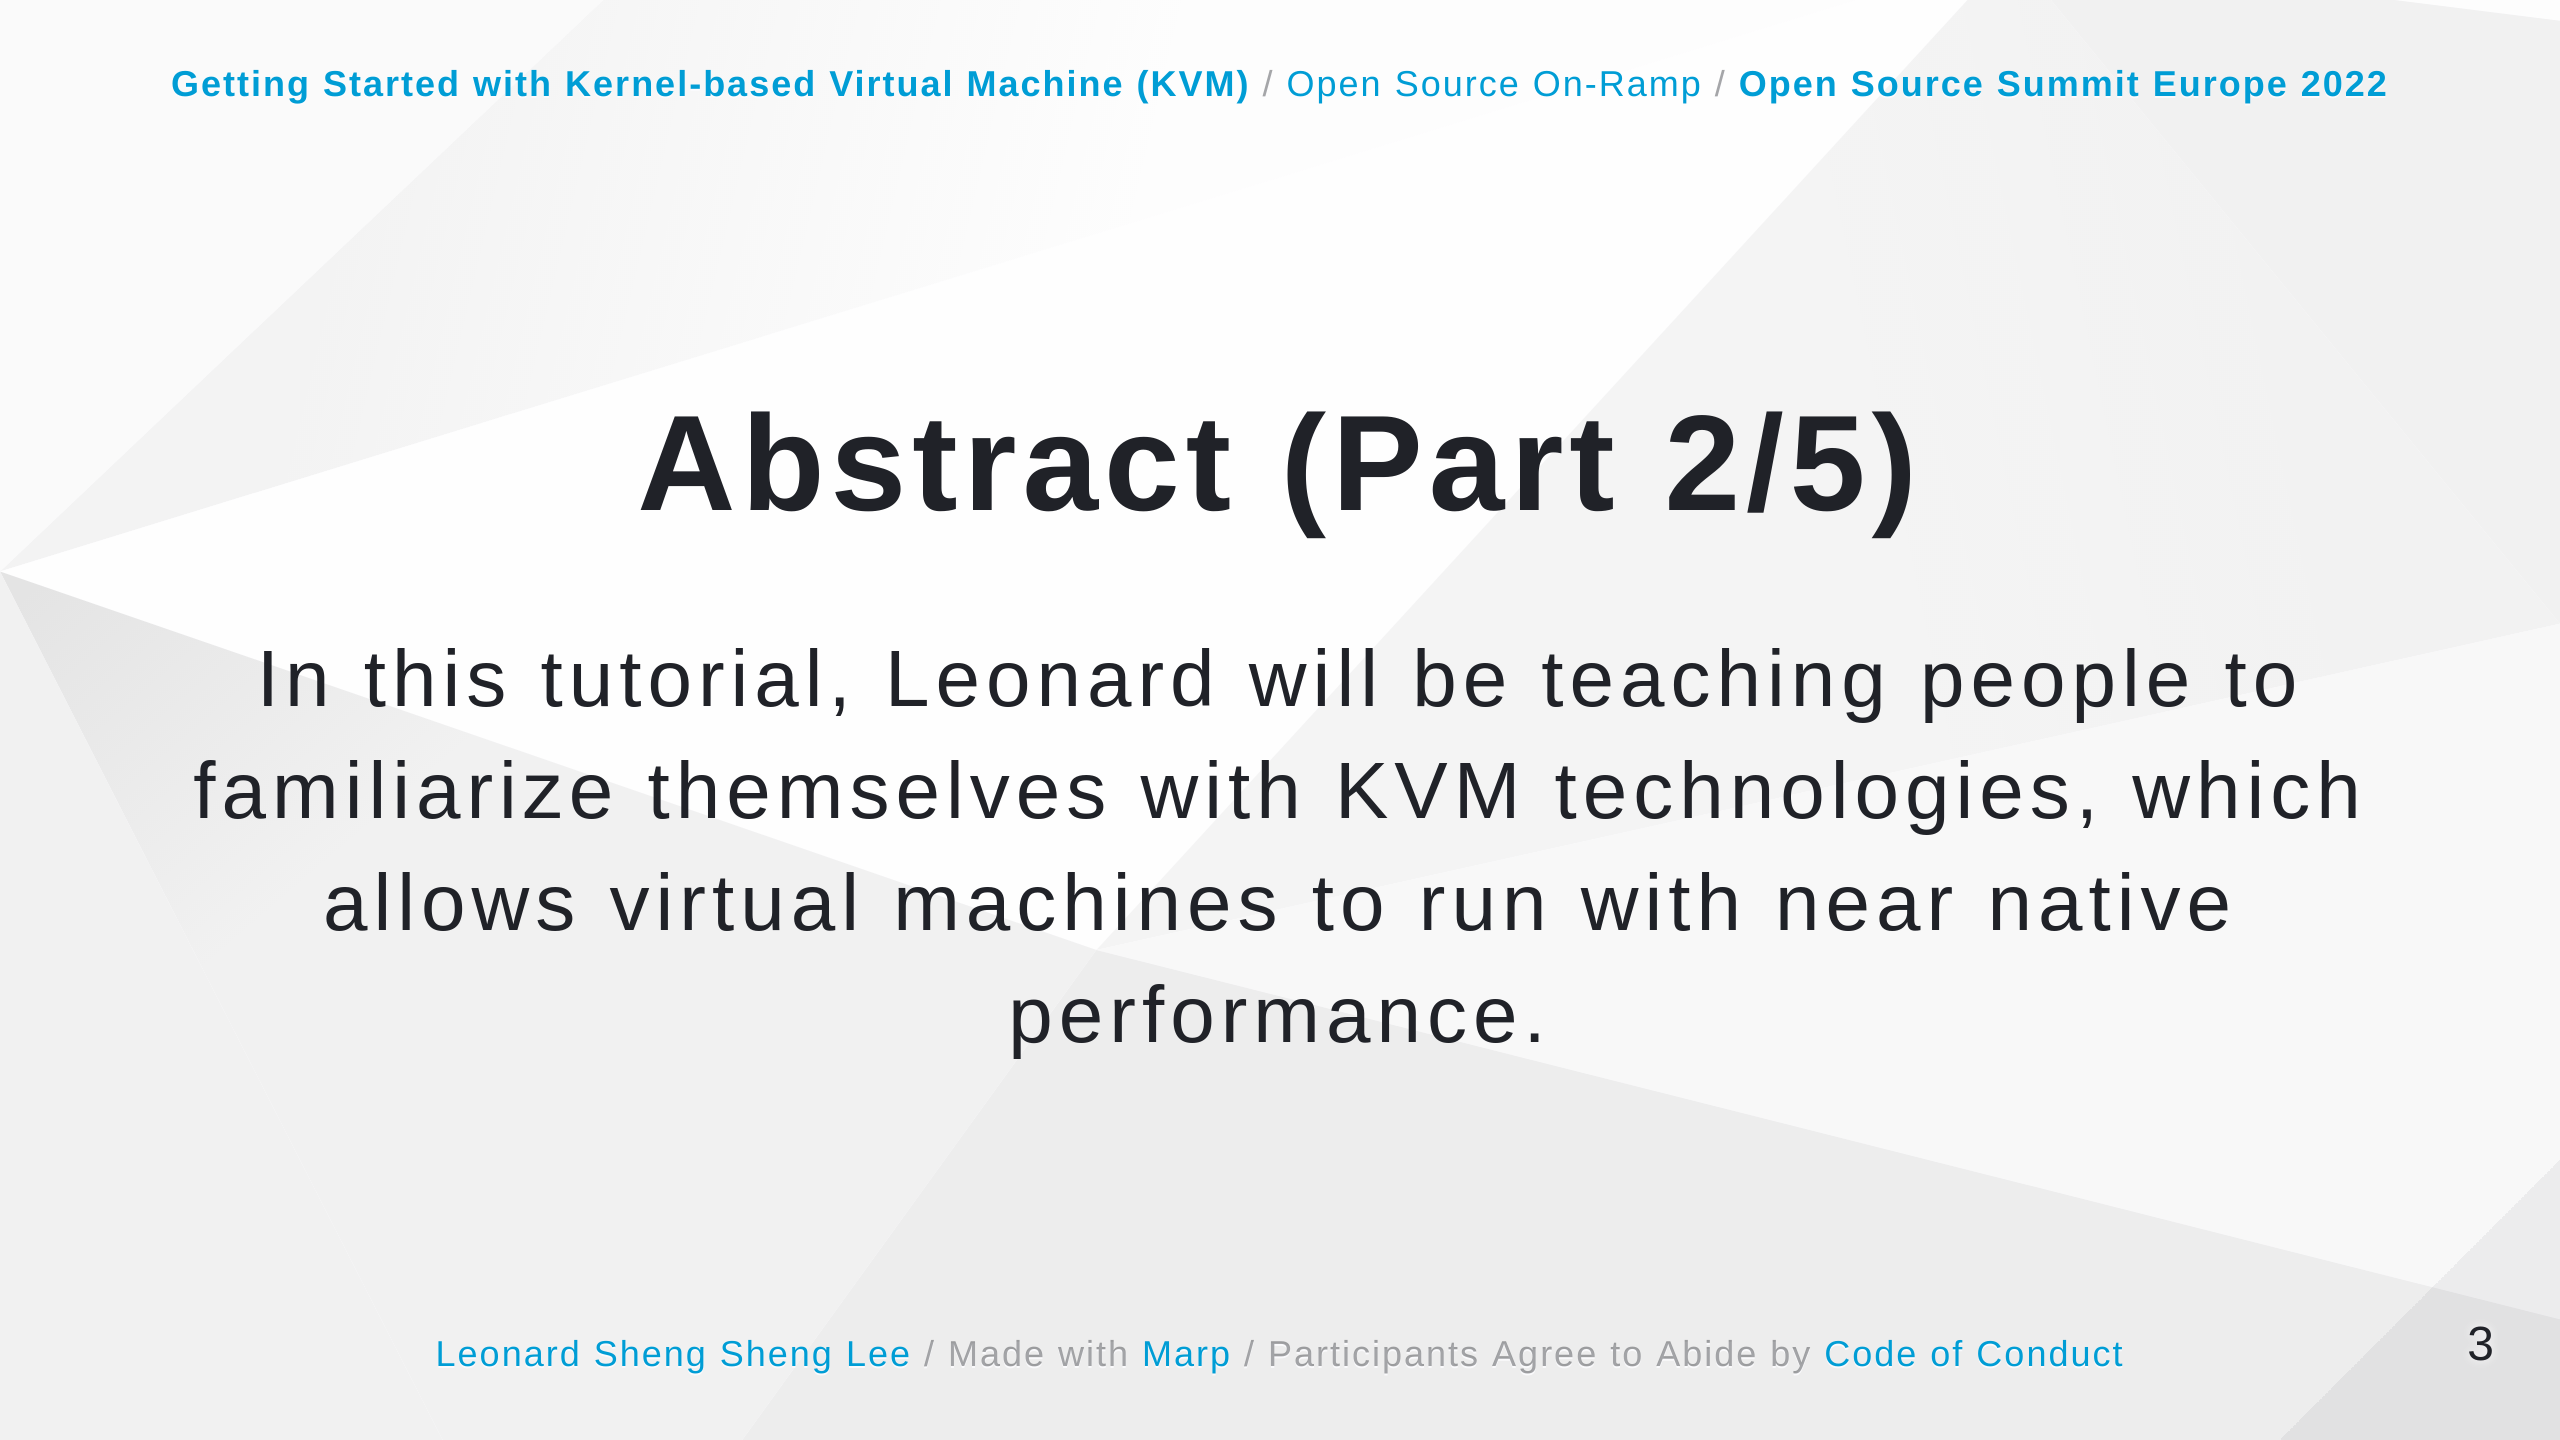 Getting Started with Kernel-based Virtual Machine (KVM) / Open Source On-Ramp / Open Source Summit Europe 2022
Abstract (Part 2/5)
In this tutorial, Leonard will be teaching people to
familiarize themselves with KVM technologies, which
allows virtual machines to run with near native
performance.
Leonard Sheng Sheng Lee / Made with Marp / Participants Agree to Abide by Code of Conduct
3